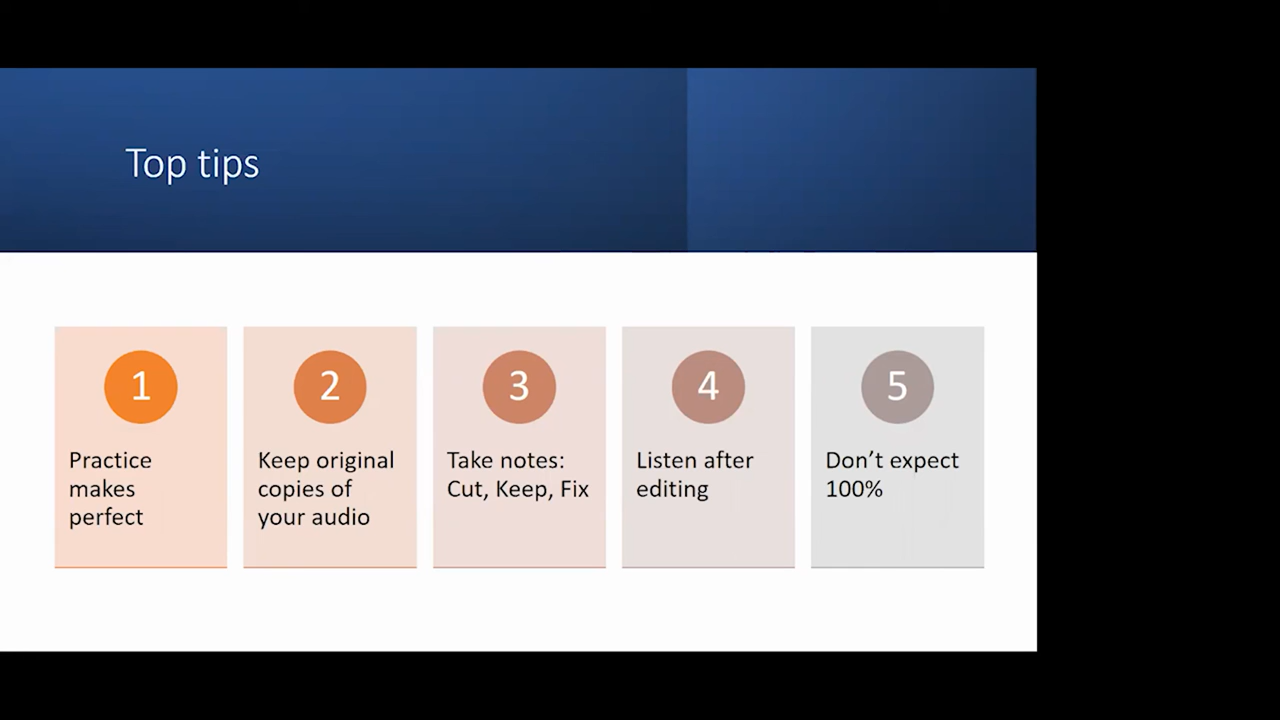 Top tips
1
Practice
makes
perfect
2
Keep original
copies of
your audio
3
Take notes:
Cut, Keep, Fix
4
Listen after
editing
5
Don’t expect
100%